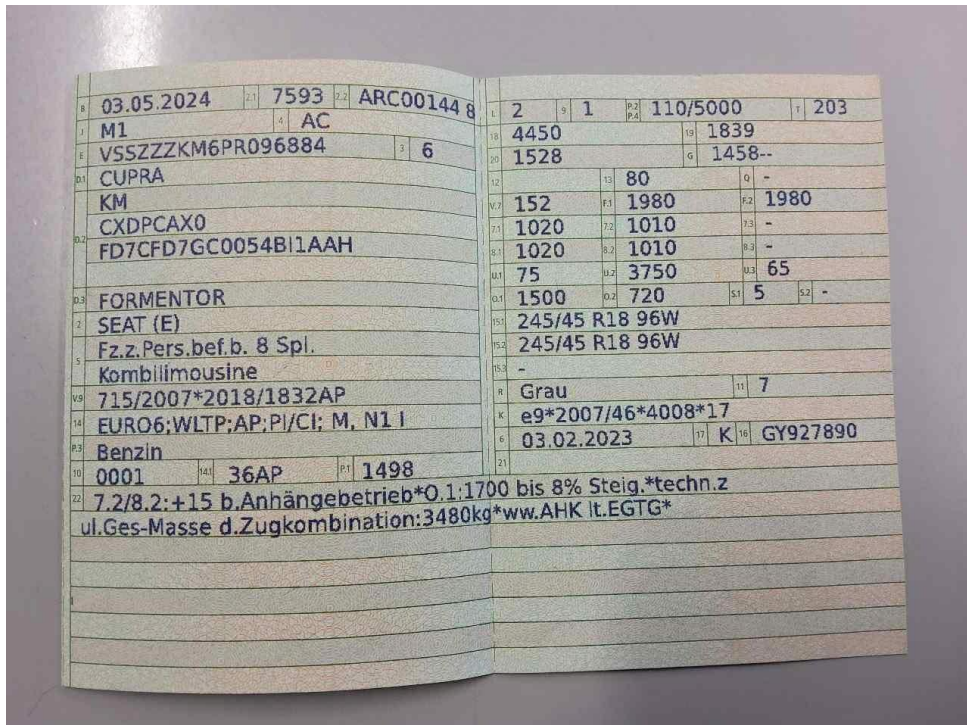 B 03.05.2024 2.1 7593 2.2 ARC00144 8
J M1 4 AC
E VSSZZZKM6PR096884 3 6
D.1 CUPRA
D.2 KM
CXDPCAX0
FD7CFD7GC0054BI1AAH
D.3 FORMENTOR
2 SEAT (E)
5 Fz.z.Pers.bef.b. 8 Spl.
Kombilimousine
V.9 715/2007*2018/1832AP
14 EURO6;WLTP;AP;PI/CI; M, N1 I
P.3 Benzin
10 0001 14.1 36AP P.1 1498
L 2 9 1 P.2 P.4 110/5000 T 203
18 4450 19 1839
20 1528 G 1458--
12 13 80 Q -
V.7 152 F.1 1980 F.2 1980
7.1 1020 7.2 1010 7.3 -
8.1 1020 8.2 1010 8.3 -
U.1 75 U.2 3750 U.3 65
O.1 1500 O.2 720 S.1 5 S.2 -
15.1 245/45 R18 96W
15.2 245/45 R18 96W
15.3 -
R Grau 11 7
K e9*2007/46*4008*17
6 03.02.2023 17 K 16 GY927890
21
22 7.2/8.2:+15 b.Anhängebetrieb*O.1:1700 bis 8% Steig.*techn.z
ul.Ges-Masse d.Zugkombination:3480kg*ww.AHK lt.EGTG*